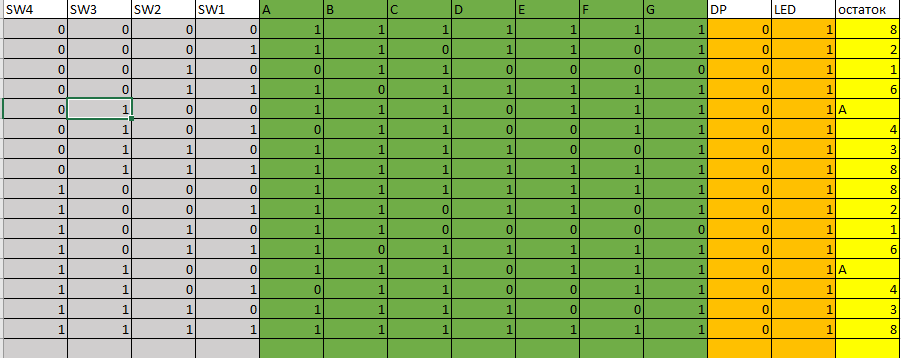 SW4 SW3 SW2 SW1 A B C D E F G DP LED остаток
0 0 0 0 1 1 1 1 1 1 1 0 1 8
0 0 0 1 1 1 0 1 1 0 1 0 1 2
0 0 1 0 0 1 1 0 0 0 0 0 1 1
0 0 1 1 1 0 1 1 1 1 1 0 1 6
0 1 0 0 1 1 1 0 1 1 1 0 1 A
0 1 0 1 0 1 1 0 0 1 1 0 1 4
0 1 1 0 1 1 1 1 0 0 1 0 1 3
0 1 1 1 1 1 1 1 1 1 1 0 1 8
1 0 0 0 1 1 1 1 1 1 1 0 1 8
1 0 0 1 1 1 0 1 1 0 1 0 1 2
1 0 1 0 1 1 0 0 0 0 0 0 1 1
1 0 1 1 1 0 1 1 1 1 1 0 1 6
1 1 0 0 1 1 1 0 1 1 1 0 1 A
1 1 0 1 0 1 1 0 0 1 1 0 1 4
1 1 1 0 1 1 1 1 0 0 1 0 1 3
1 1 1 1 1 1 1 1 1 1 1 0 1 8